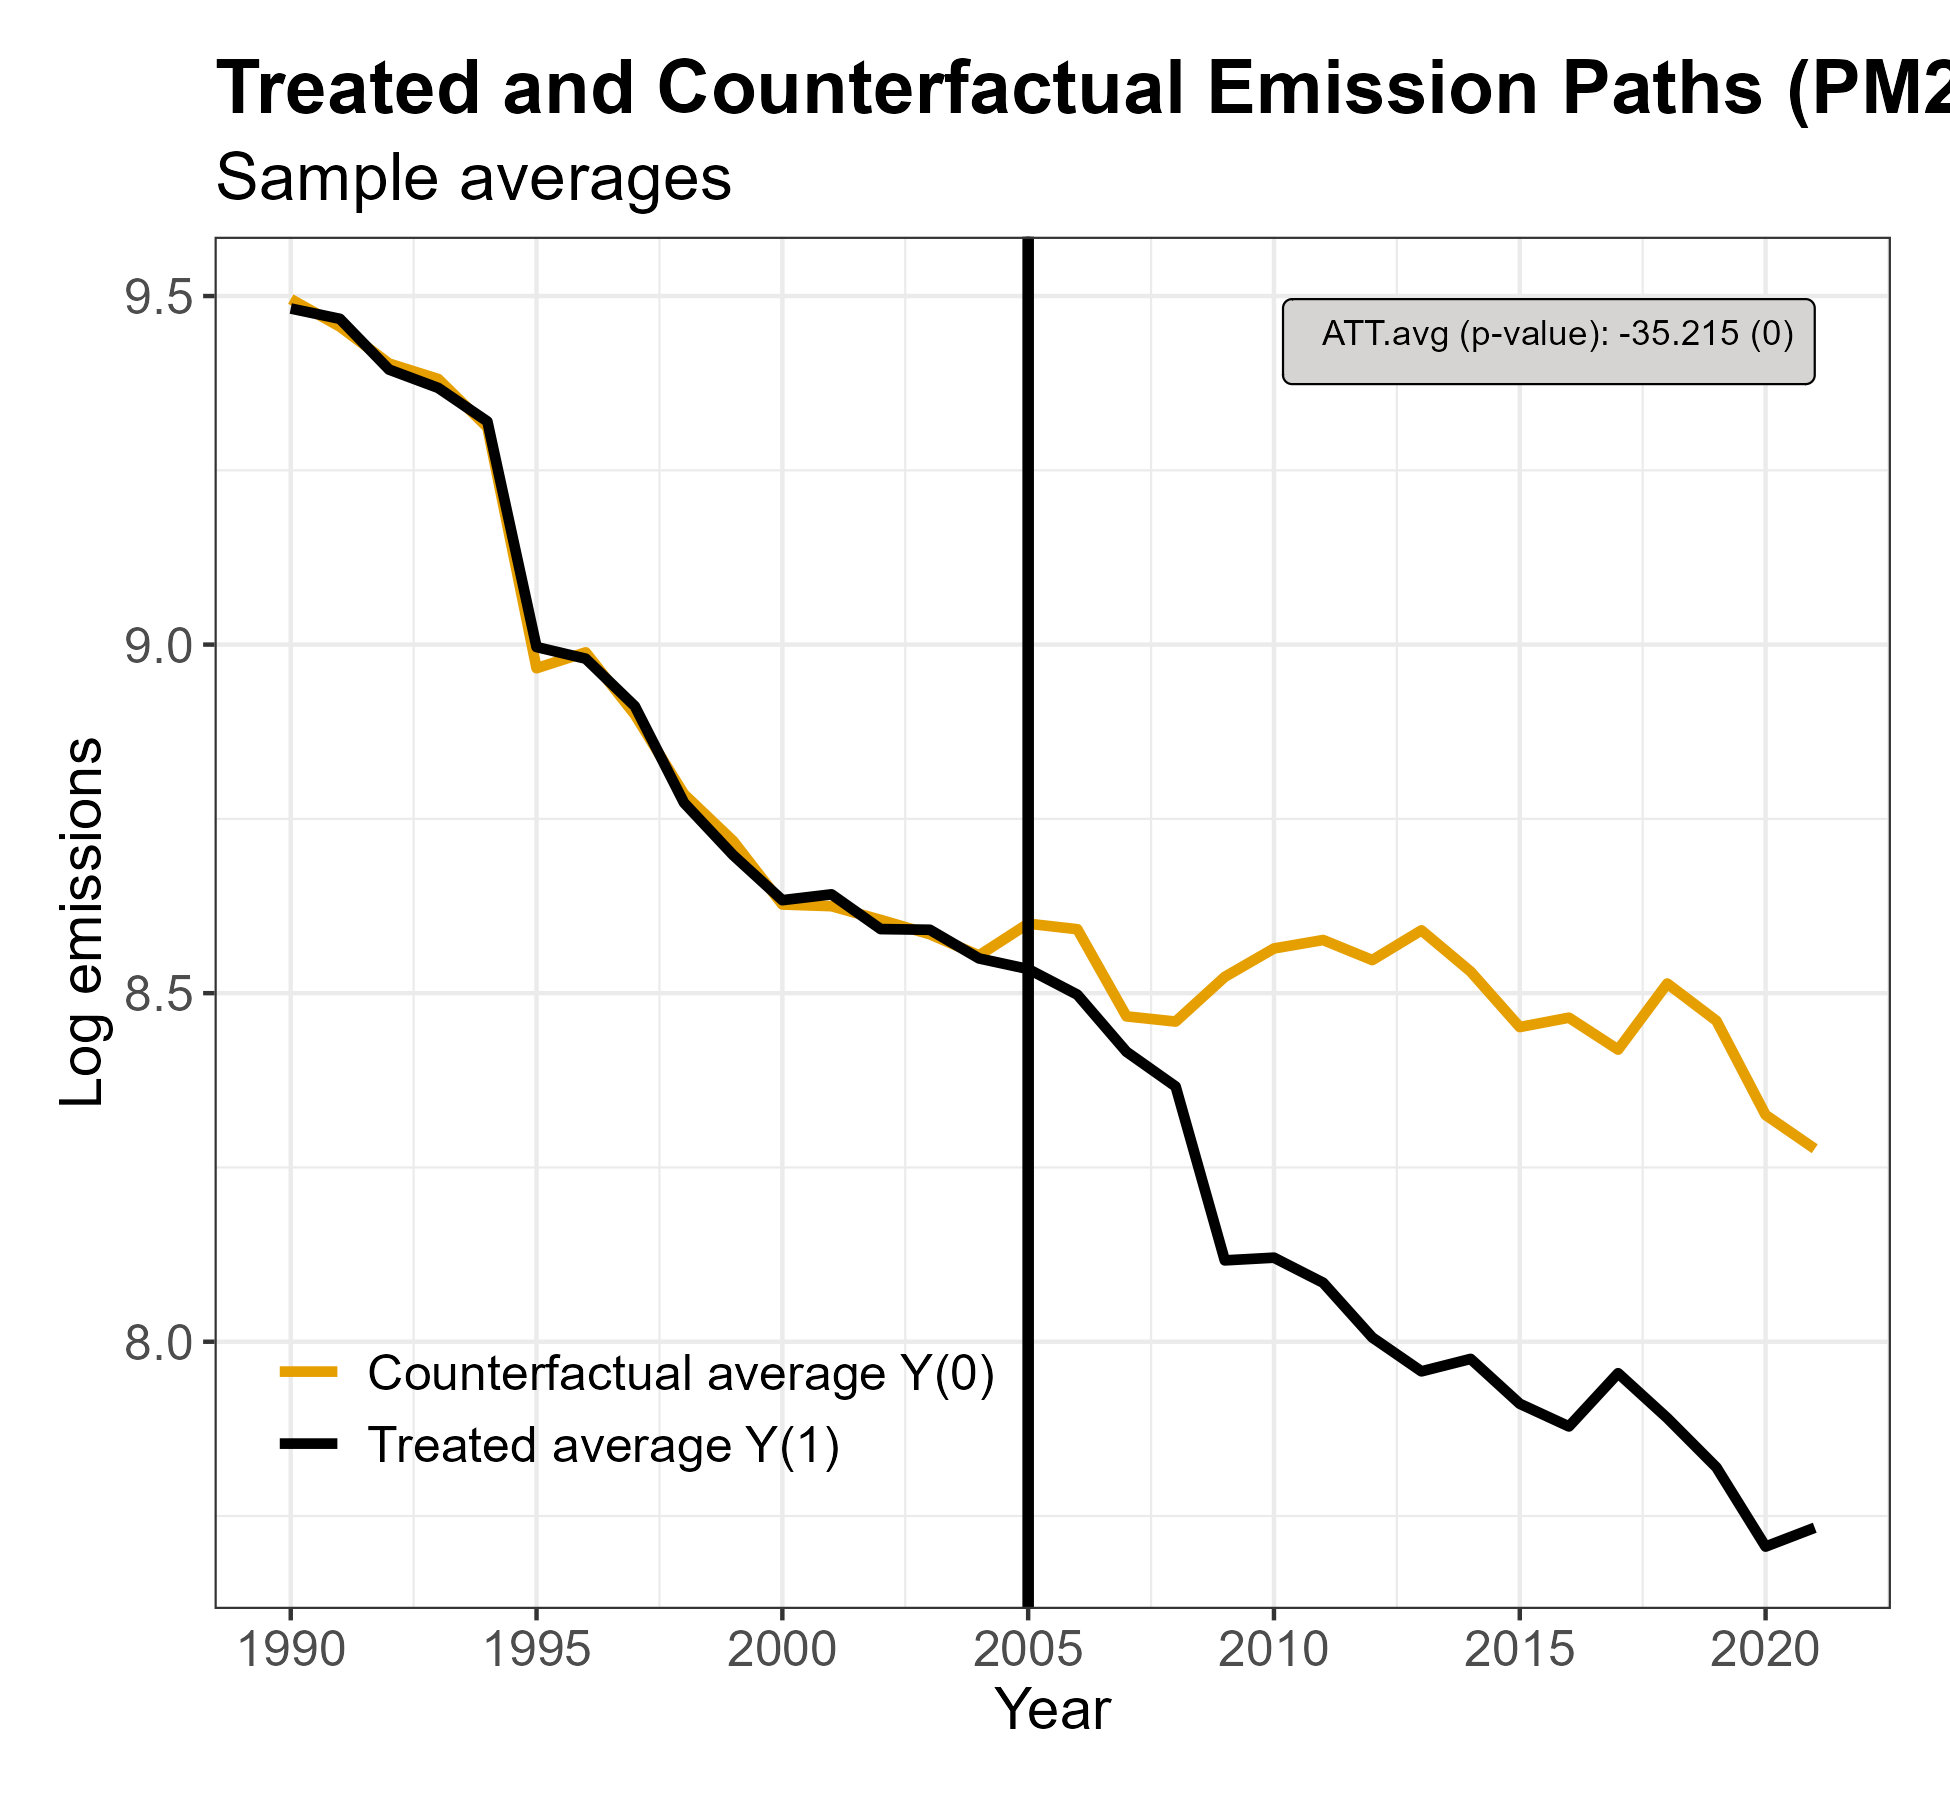 Treated and Counterfactual Emission Paths (PM2
Sample averages
ATT.avg (p-value): -35.215 (0)
9.5
9.0
8.5
8.0
Log emissions
Counterfactual average Y(0)
Treated average Y(1)
1990 1995 2000 2005 2010 2015 2020
Year